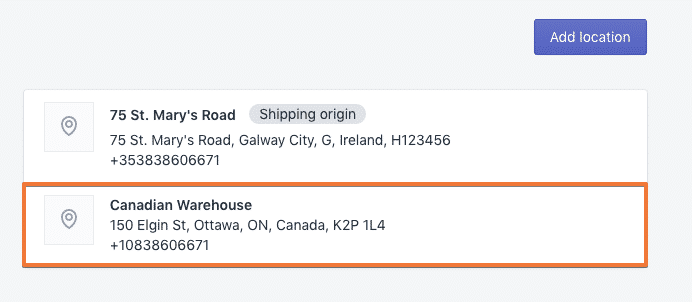 Add location
75 St. Mary's Road Shipping origin
75 St. Mary's Road, Galway City, G, Ireland, H123456
+353838606671
Canadian Warehouse
150 Elgin St, Ottawa, ON, Canada, K2P 1L4
+10838606671